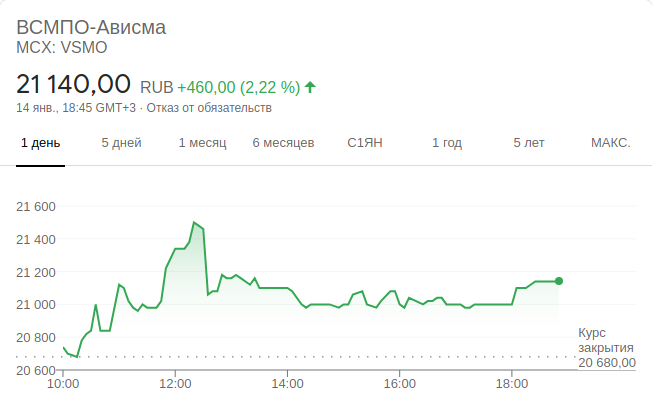 ВСМПО-Ависма
MCX: VSMO
21 140,00 RUB +460,00 (2,22 %)
14 янв., 18:45 GMT+3 · Отказ от обязательств
1 день 5 дней 1 месяц 6 месяцев С1ЯН 1 год 5 лет МАКС.
21 600
21 400
21 200
21 000
20 800
20 600
Курс
закрытия
20 680,00
10:00 12:00 14:00 16:00 18:00